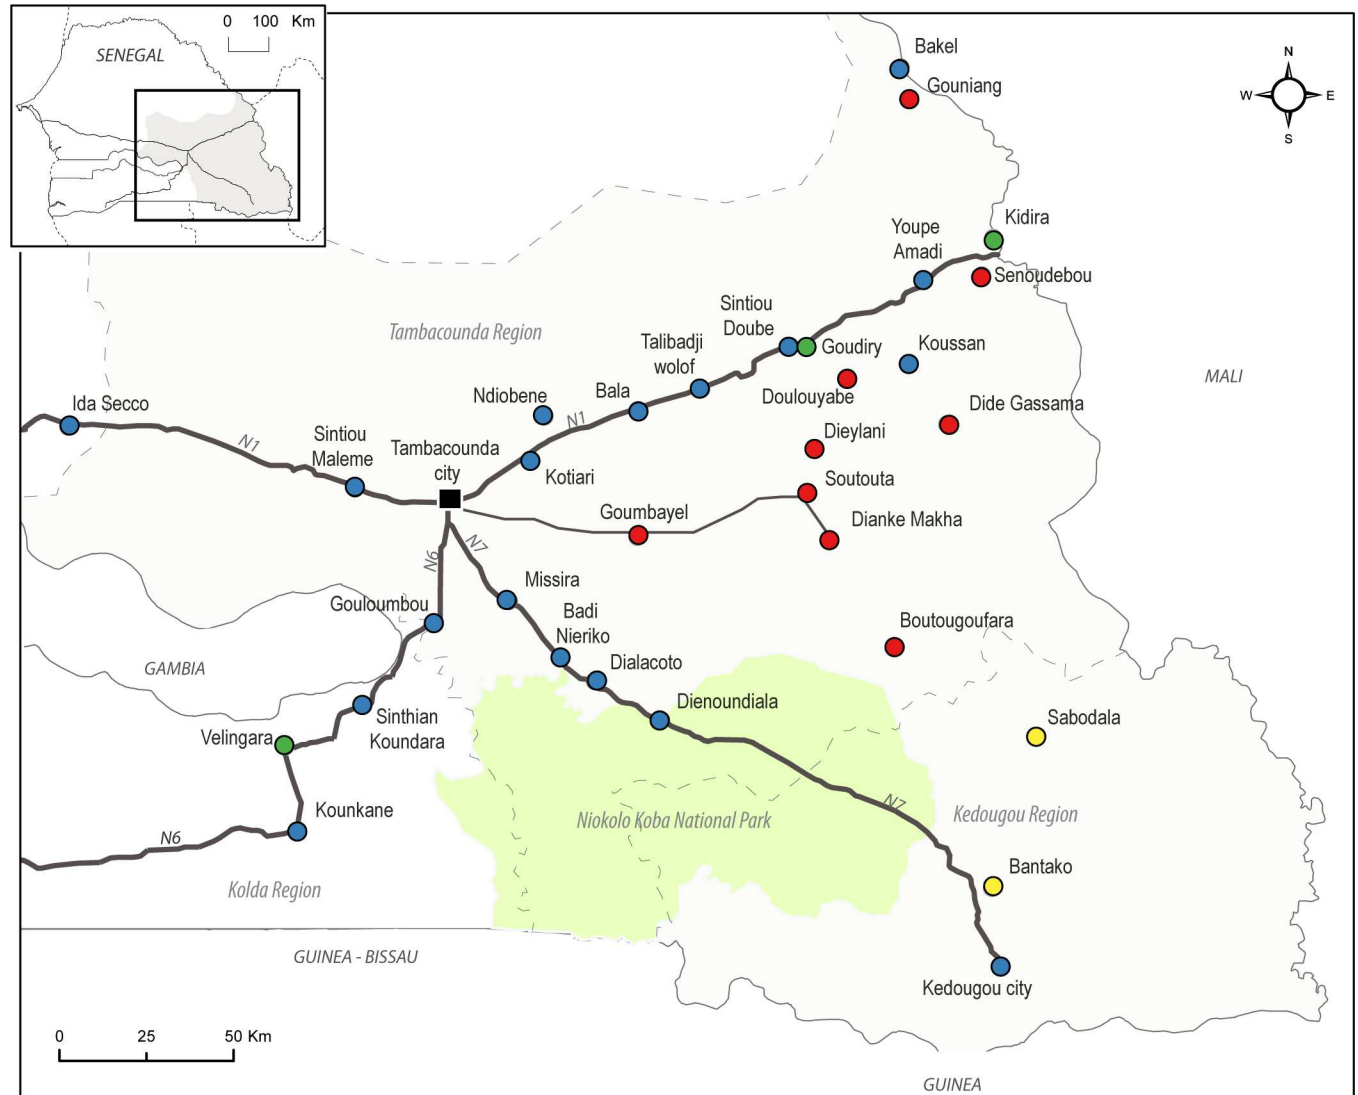 0 100 Km
SENEGAL
N
W E
S
Bakel
Gouniang
Kidira
Youpe
Amadi
Senoudebou
Sintiou
Doube
Goudiry
Koussan
Tambacounda Region
Talibadji
wolof
MALI
Doulouyabe
Ndiobene
Bala
Dide Gassama
Ida Secco
N1
N1
Sintiou
Maleme
Tambacounda
city
Kotiari
Dieylani
Soutouta
Goumbayel
Dianke Makha
N6
N7
Missira
Gouloumbou
Badi
Nieriko
Boutougoufara
GAMBIA
Dialacoto
Dienoundiala
Sinthian
Koundara
Velingara
Sabodala
Kounkane
N7
Niokolo Koba National Park
Kedougou Region
N6
Bantako
Kolda Region
GUINEA - BISSAU
Kedougou city
0 25 50 Km
GUINEA